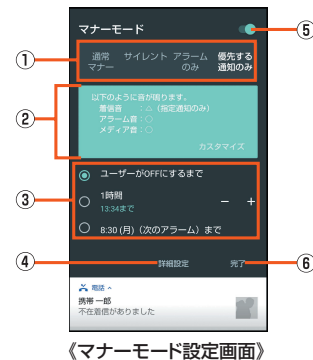 マナーモード
⑤
①
通常
マナー
サイレント
アラーム
のみ
優先する
通知のみ
②
以下のように音が鳴ります。
着信音 :△（指定通知のみ）
アラーム音:○
メディア音:○
カスタマイズ
③
ユーザーがOFFにするまで
1時間
13:34まで
− +
8:30 (月)（次のアラーム）まで
④
詳細設定
完了
⑥
電話
携帯 一郎
不在着信がありました
《マナーモード設定画面》